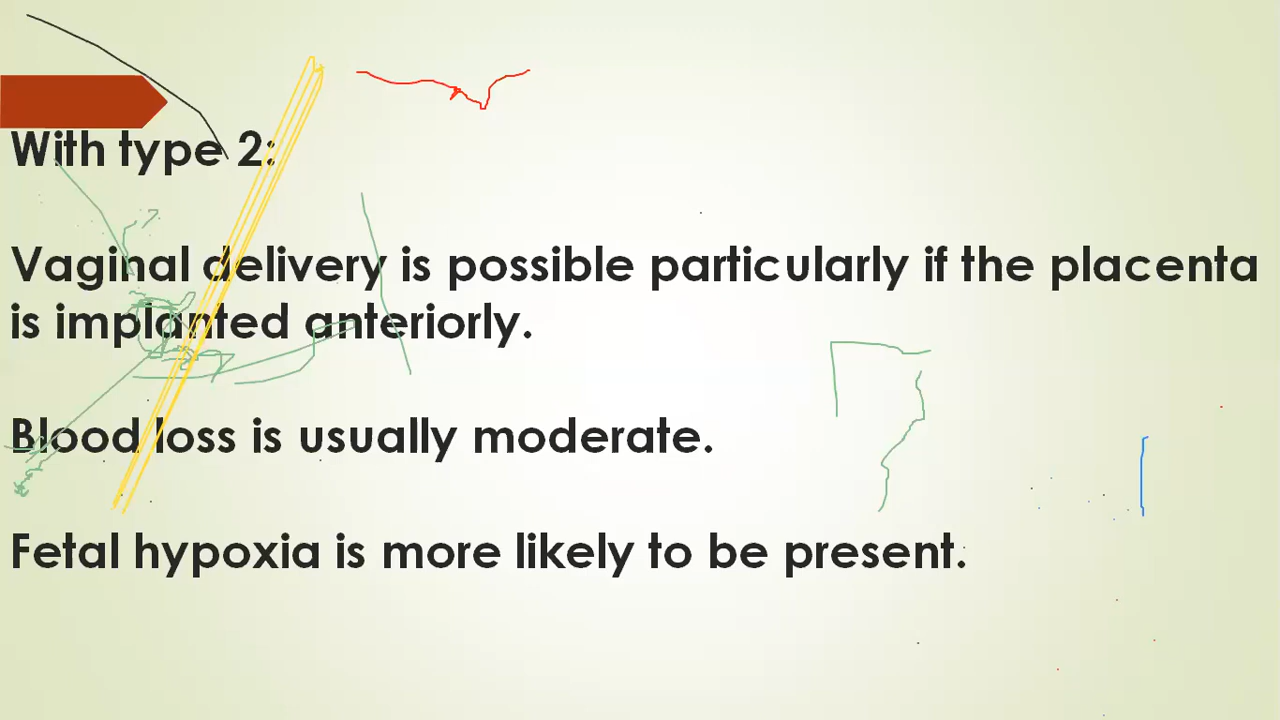 With type 2:
Vaginal delivery is possible particularly if the placenta
is implanted anteriorly.
Blood loss is usually moderate.
Fetal hypoxia is more likely to be present.